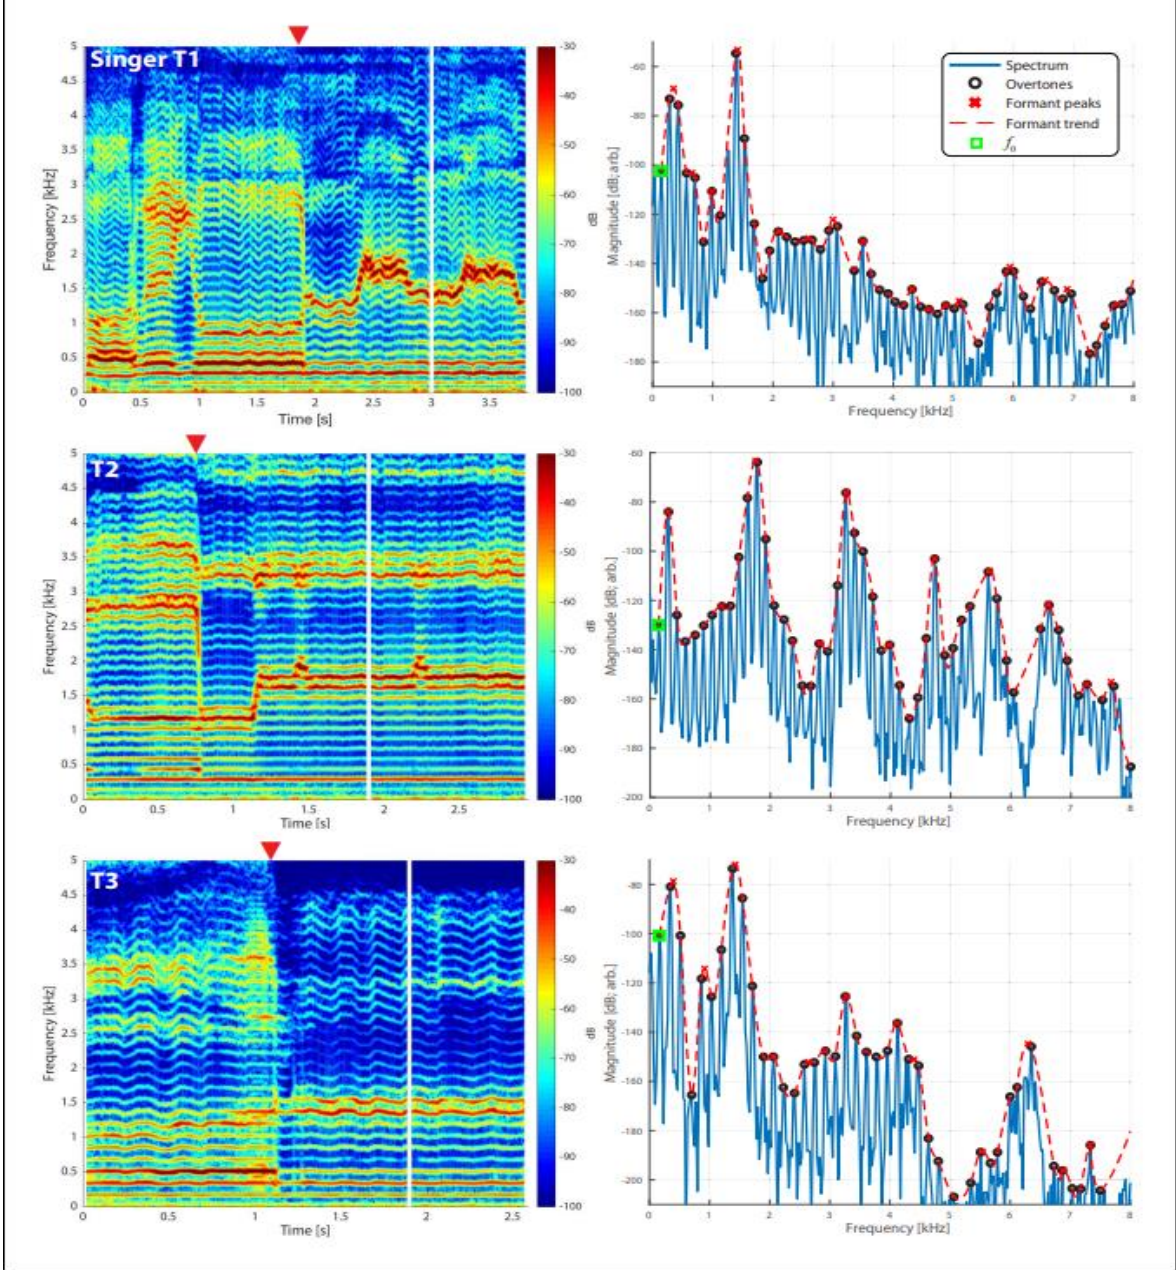 Singer T1
5
4.5
4
3.5
3
2.5
2
1.5
1
0.5
0
Frequency [kHz]
0 0.5 1 1.5 2 2.5 3 3.5
Time [s]
-30
-40
-50
-60
-70
-80
-90
-100
dB
Spectrum
Overtones
Formant peaks
Formant trend
f₀
-60
-80
-100
-120
-140
-160
-180
Magnitude [dB; arb.]
0 1 2 3 4 5 6 7 8
Frequency [kHz]
T2
5
4.5
4
3.5
3
2.5
2
1.5
1
0.5
0
Frequency [kHz]
0 0.5 1 1.5 2 2.5
Time [s]
-30
-40
-50
-60
-70
-80
-90
-100
dB
-60
-80
-100
-120
-140
-160
-180
-200
Magnitude [dB; arb.]
0 1 2 3 4 5 6 7 8
Frequency [kHz]
T3
5
4.5
4
3.5
3
2.5
2
1.5
1
0.5
0
Frequency [kHz]
0 0.5 1 1.5 2 2.5
Time [s]
-30
-40
-50
-60
-70
-80
-90
-100
dB
-80
-100
-120
-140
-160
-180
-200
Magnitude [dB; arb.]
0 1 2 3 4 5 6 7 8
Frequency [kHz]